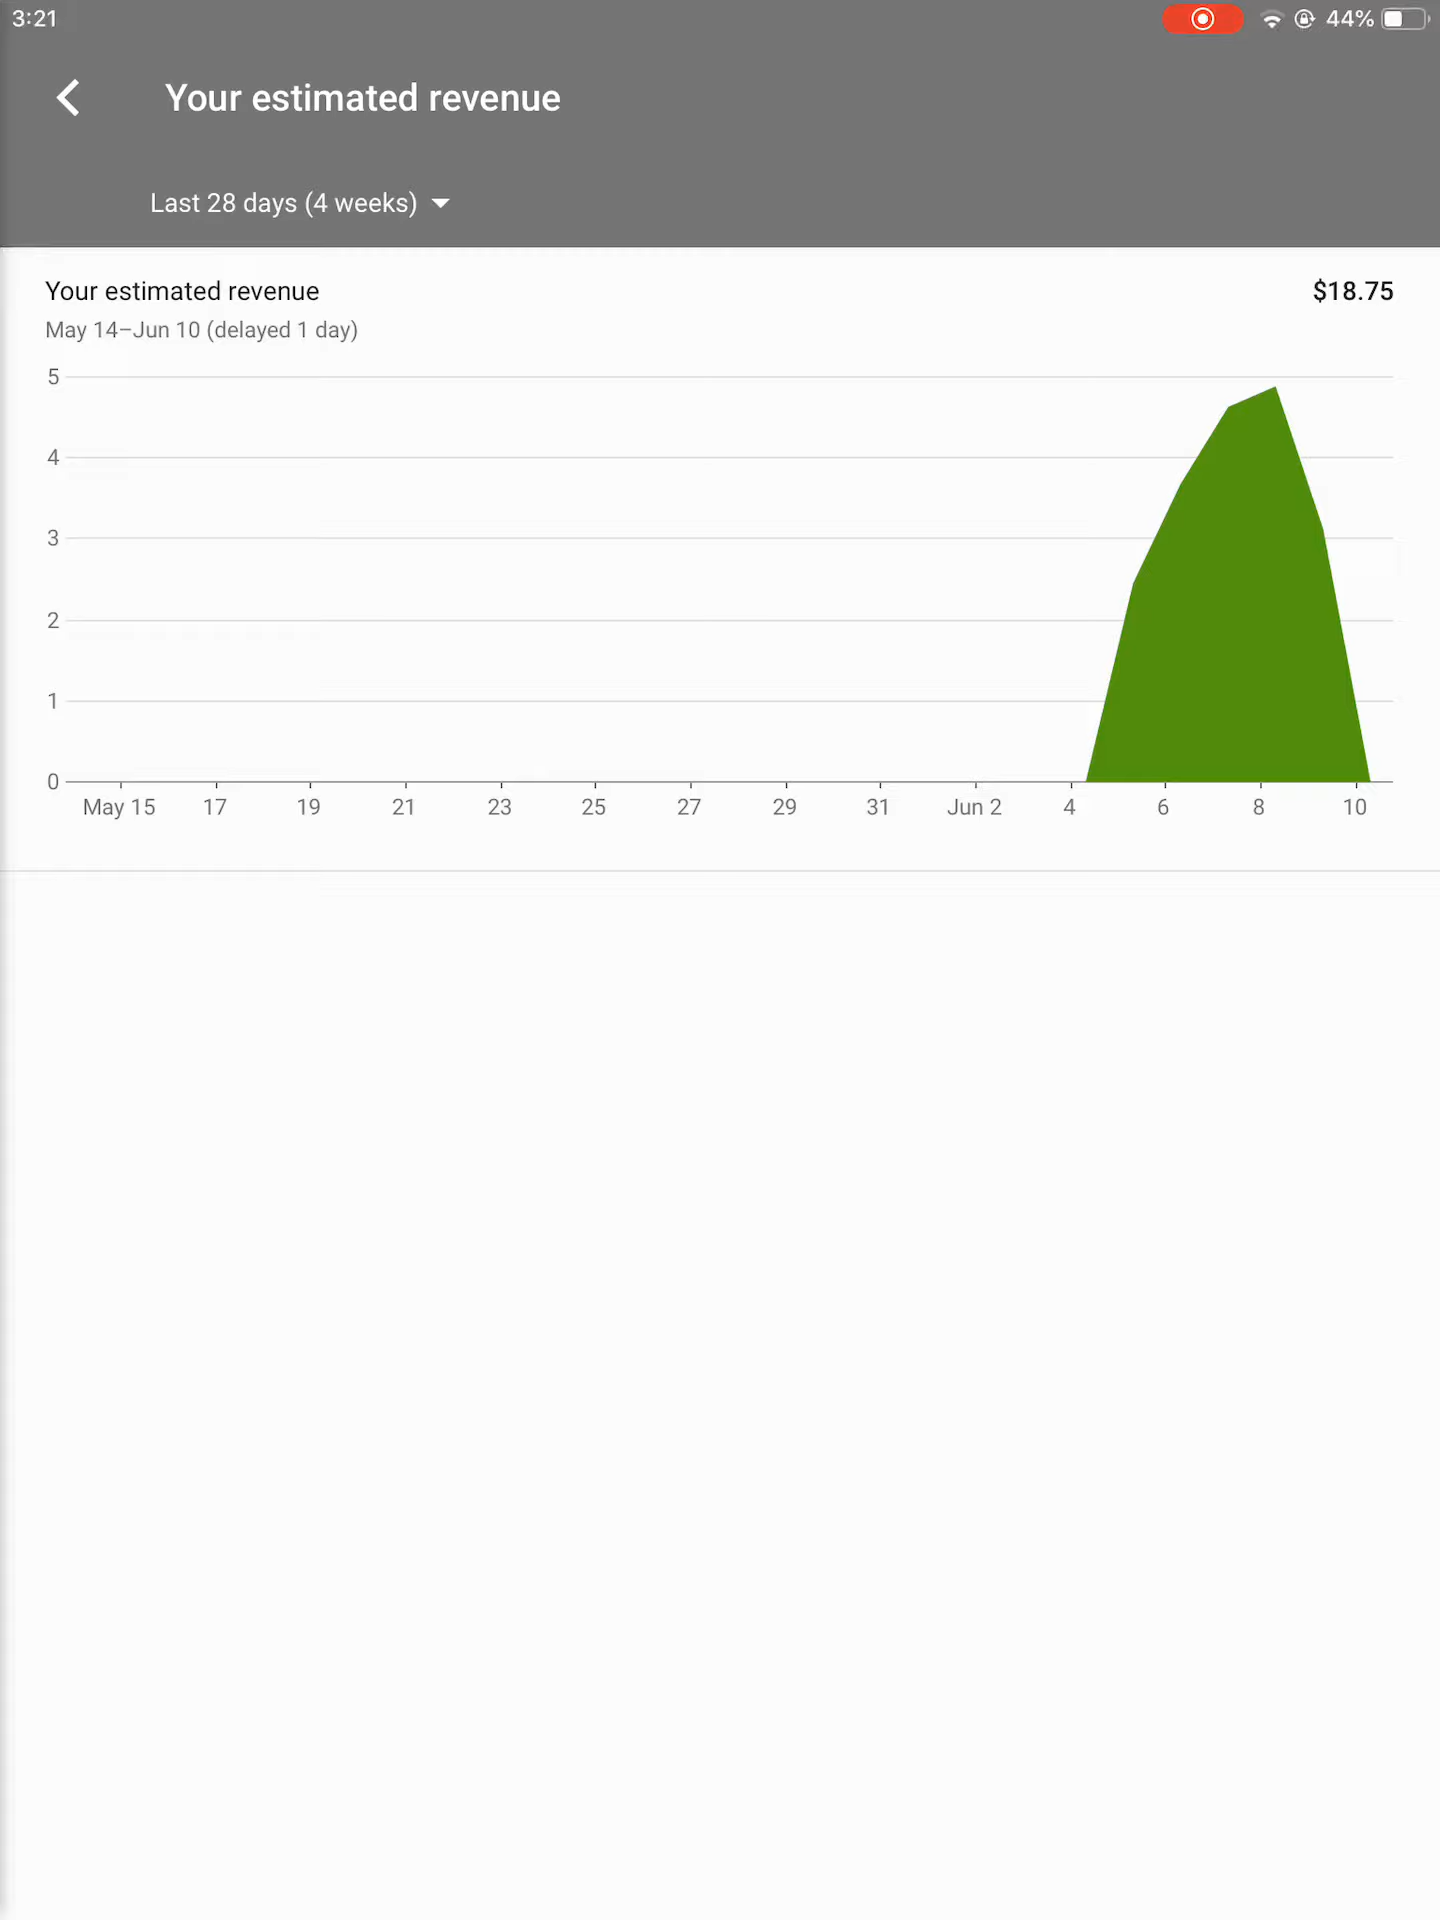 3:21
44%
Your estimated revenue
Last 28 days (4 weeks)
Your estimated revenue
$18.75
May 14–Jun 10 (delayed 1 day)
5
4
3
2
1
0
May 15 17 19 21 23 25 27 29 31 Jun 2 4 6 8 10